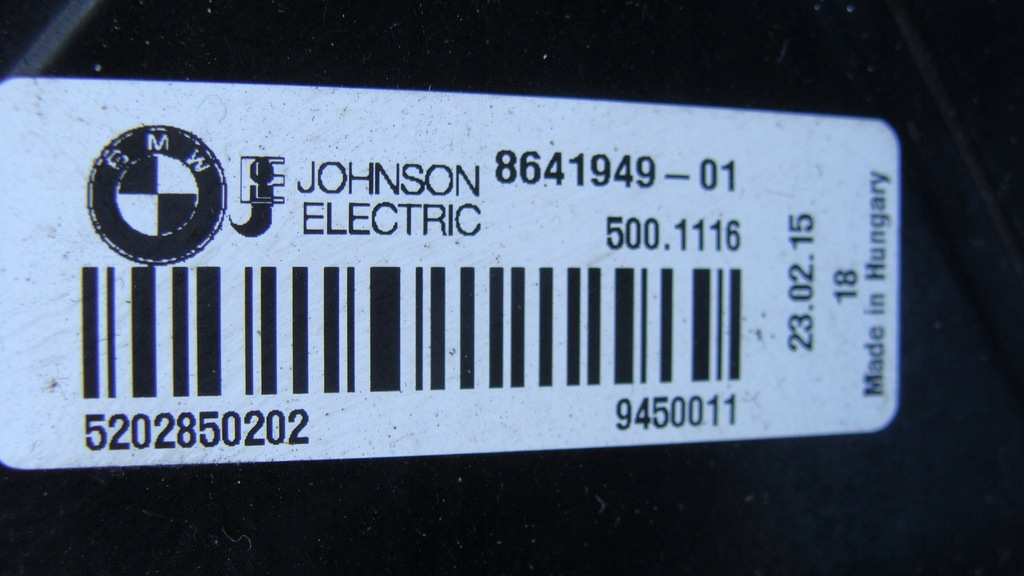 BMW
JOHNSON
ELECTRIC
8641949-01
500.1116
5202850202
9450011
23.02.15
18
Made in Hungary